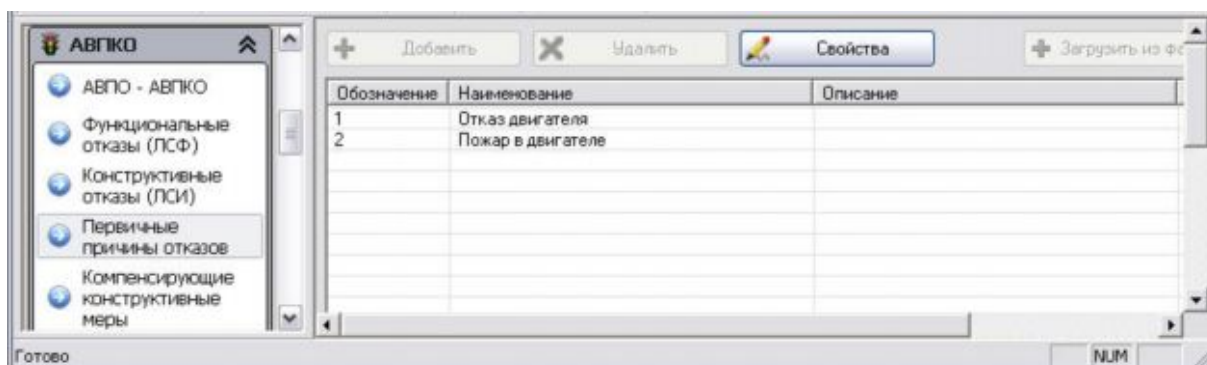 АВПКО
АВПО - АВПКО
Функциональные
отказы (ЛСФ)
Конструктивные
отказы (ЛСИ)
Первичные
причины отказов
Компенсирующие
конструктивные
меры
Добавить Удалить Свойства Загрузить из фа
Обозначение Наименование Описание
1 Отказ двигателя
2 Пожар в двигателе
Готово NUM